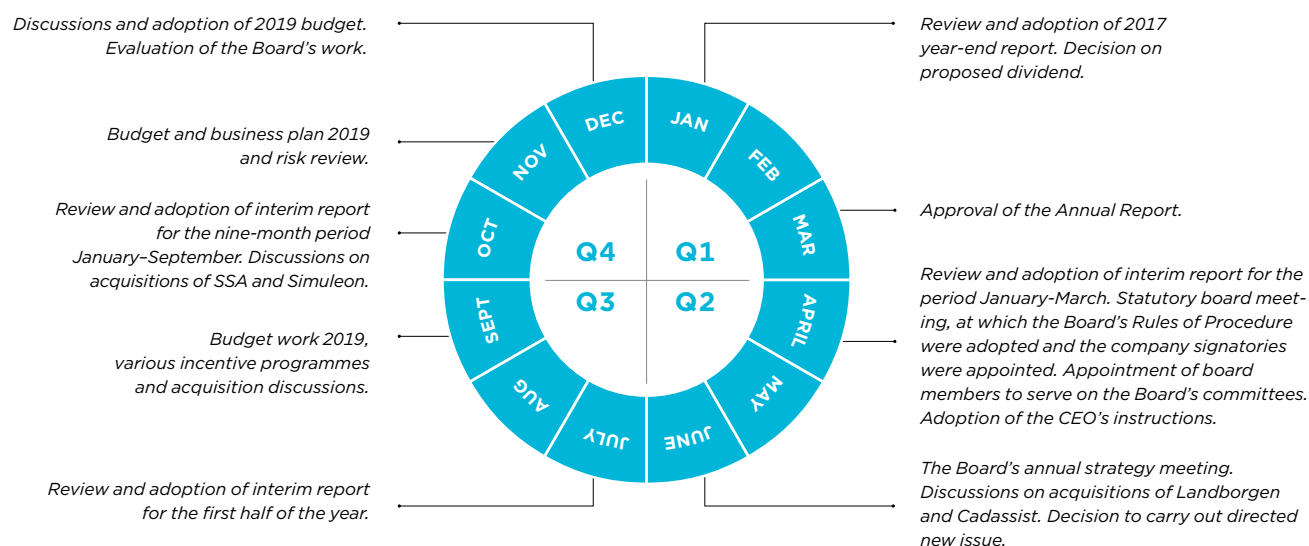 Discussions and adoption of 2019 budget.
Evaluation of the Board's work.
Budget and business plan 2019
and risk review.
Review and adoption of interim report
for the nine-month period
January–September. Discussions on
acquisitions of SSA and Simuleon.
Budget work 2019,
various incentive programmes
and acquisition discussions.
Review and adoption of interim report
for the first half of the year.
JAN
FEB
MAR
APRIL
MAY
JUNE
JULY
AUG
SEPT
OCT
NOV
DEC
Q4
Q1
Q3
Q2
Review and adoption of 2017
year-end report. Decision on
proposed dividend.
Approval of the Annual Report.
Review and adoption of interim report for the
period January-March. Statutory board meet-
ing, at which the Board's Rules of Procedure
were adopted and the company signatories
were appointed. Appointment of board
members to serve on the Board's committees.
Adoption of the CEO's instructions.
The Board's annual strategy meeting.
Discussions on acquisitions of Landborgen
and Cadassist. Decision to carry out directed
new issue.